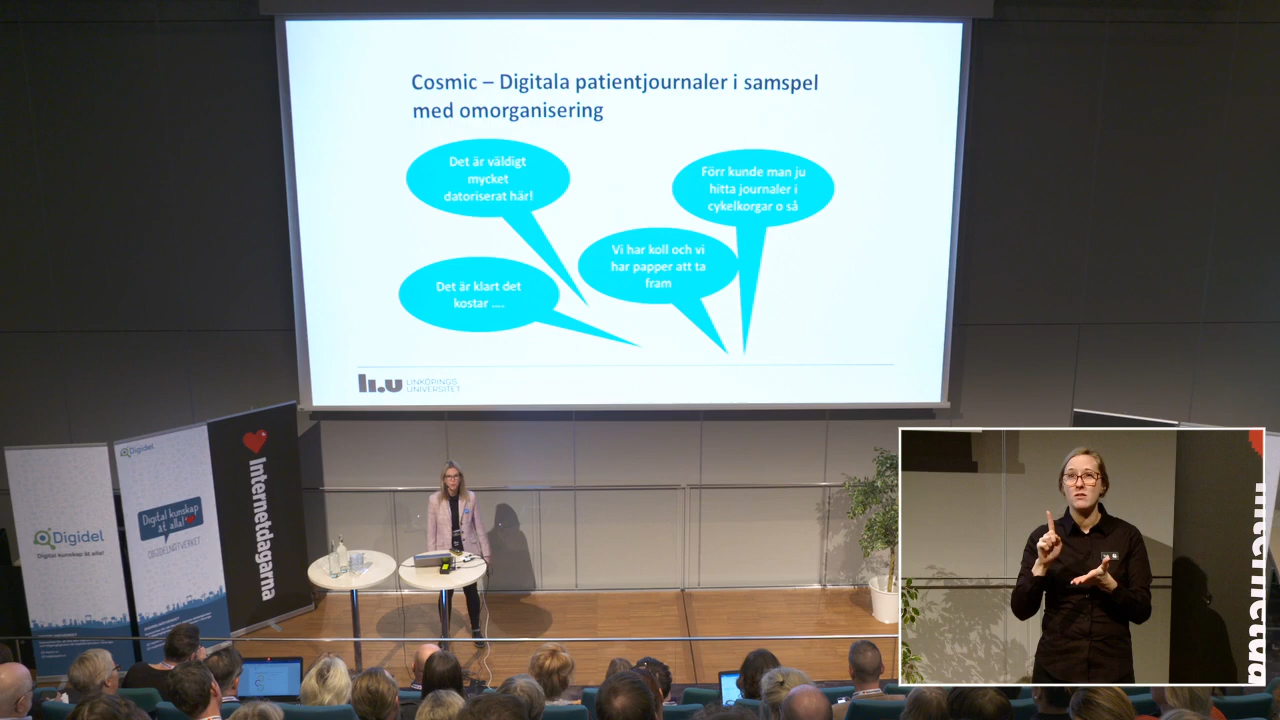 Cosmic – Digitala patientjournaler i samspel
med omorganisering
Det är väldigt
mycket
datoriserat här!
Förr kunde man ju
hitta journaler i
cykelkorgar o så
Vi har koll och vi
har papper att ta
fram
Det är klart det
kostar ....
LINKÖPINGS
UNIVERSITET
Digidel
Digital kunskap åt alla!
Digidel
Digital kunskap
åt alla!
DIGIDELNÄTVERKET
Internetdagarna